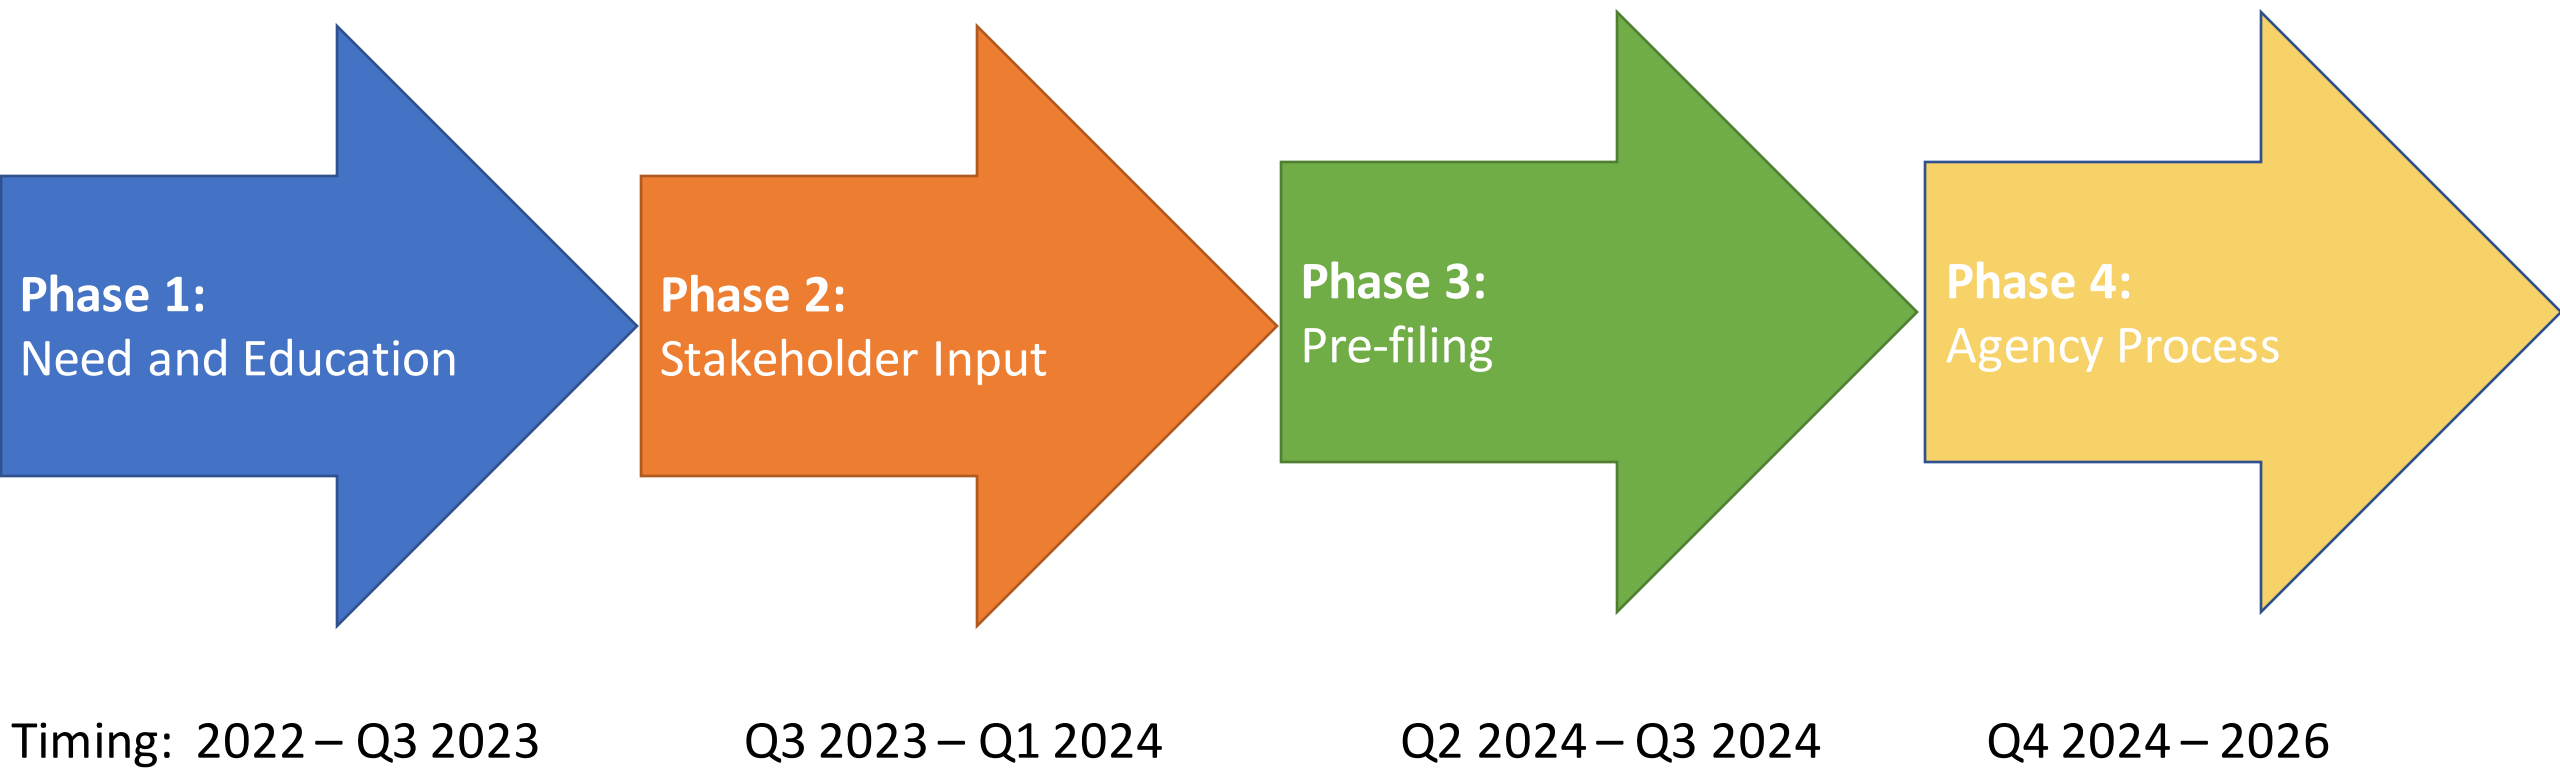 Phase 1:
Need and Education
Phase 2:
Stakeholder Input
Phase 3:
Pre-filing
Phase 4:
Agency Process
Timing: 2022 – Q3 2023
Q3 2023 – Q1 2024
Q2 2024 – Q3 2024
Q4 2024 – 2026